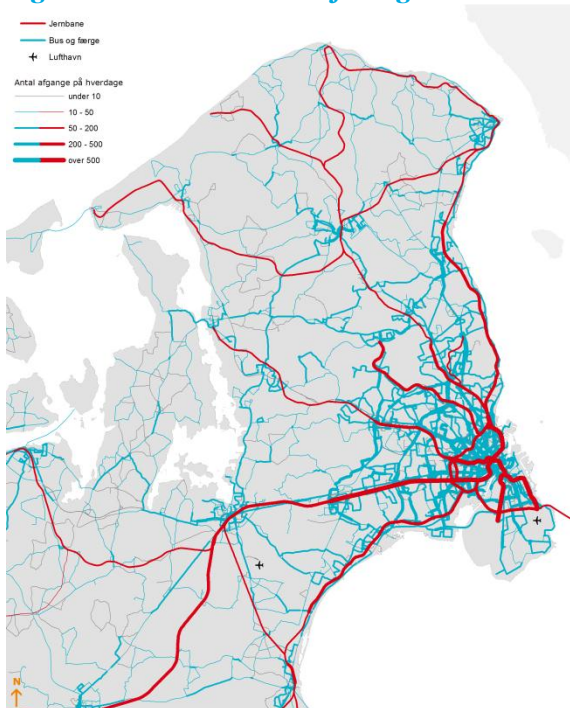 Jernbane
Bus og færge
Lufthavn
Antal afgange på hverdage
under 10
10 - 50
50 - 200
200 - 500
over 500
N